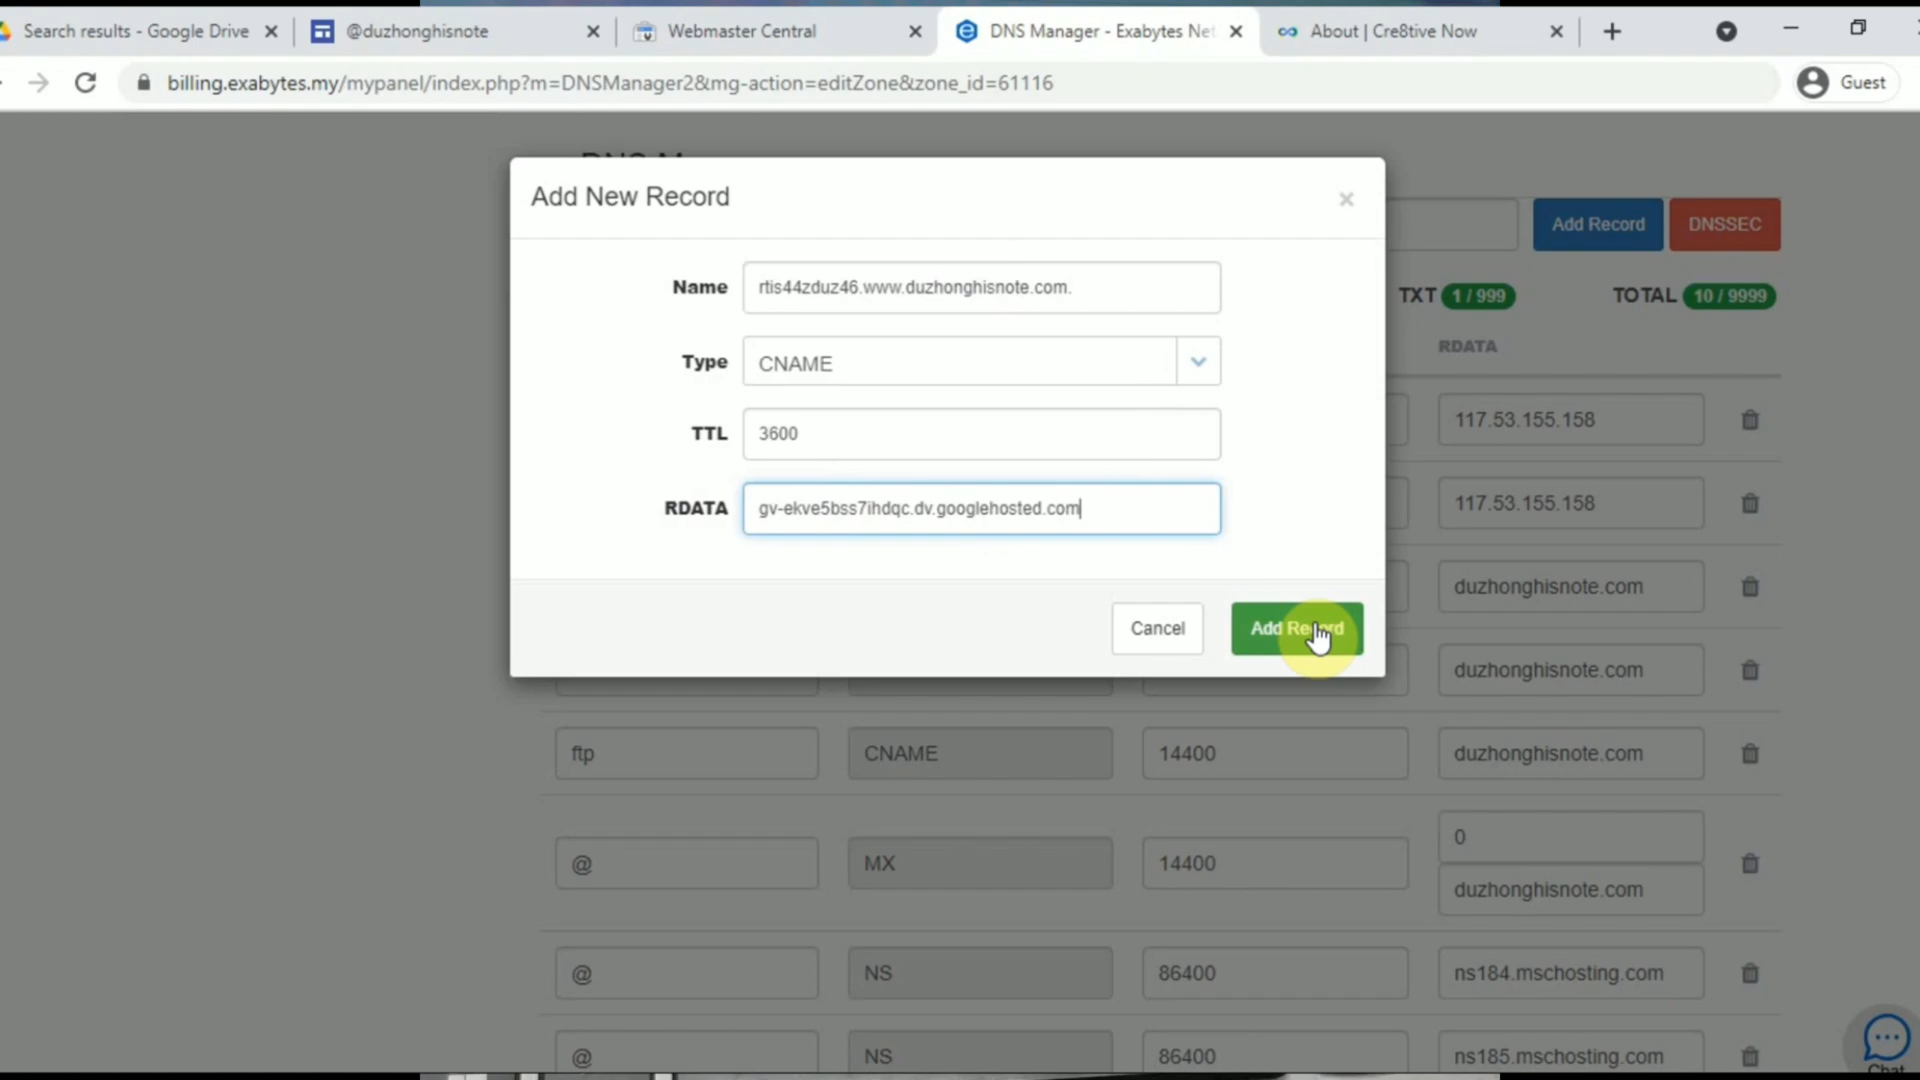 Search results - Google Drive
@duzhonghisnote
Webmaster Central
DNS Manager - Exabytes Net
About | Cre8tive Now
billing.exabytes.my/mypanel/index.php?m=DNSManager2&mg-action=editZone&zone_id=61116
Guest
Add New Record
×
Add Record
DNSSEC
Name
rtis44zduz46.www.duzhonghisnote.com.
TXT 1 / 999
TOTAL 10 / 9999
Type
CNAME
RDATA
TTL
3600
117.53.155.158
RDATA
gv-ekve5bss7ihdqc.dv.googlehosted.com
117.53.155.158
duzhonghisnote.com
Cancel
Add Record
duzhonghisnote.com
ftp
CNAME
14400
duzhonghisnote.com
@
MX
14400
0
duzhonghisnote.com
@
NS
86400
ns184.mschosting.com
@
NS
86400
ns185.mschosting.com
Chat